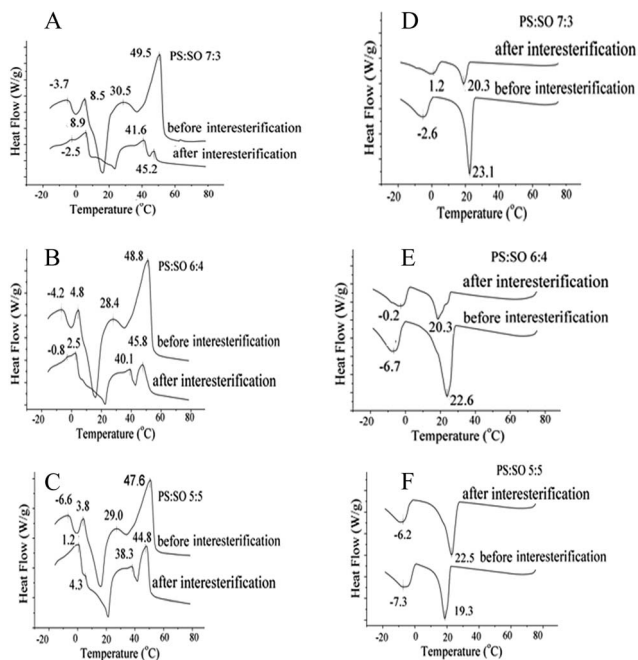 A
PS:SO 7:3
49.5
-3.7
8.5
30.5
8.9
41.6
before interesterification
-2.5
after interesterification
45.2
Heat Flow (W/g)
-20 0 20 40 60 80
Temperature (°C)
D
PS:SO 7:3
after interesterification
1.2
20.3
before interesterification
-2.6
23.1
Heat Flow (W/g)
-20 0 20 40 60 80
Temperature (°C)
B
PS:SO 6:4
48.8
-4.2
4.8
28.4
-0.8
2.5
45.8
before interesterification
40.1
after interesterification
Heat Flow (W/g)
-20 0 20 40 60 80
Temperature (°C)
E
PS:SO 6:4
after interesterification
-0.2
20.3
before interesterification
-6.7
22.6
Heat Flow (W/g)
-20 0 20 40 60 80
Temperature (°C)
C
PS:SO 5:5
47.6
-6.6
3.8
29.0
1.2
44.8
before interesterification
38.3
4.3
after interesterification
Heat Flow (W/g)
-20 0 20 40 60 80
Temperature (°C)
F
PS:SO 5:5
after interesterification
-6.2
22.5
before interesterification
-7.3
19.3
Heat Flow (W/g)
-20 0 20 40 60 80
Temperature (°C)